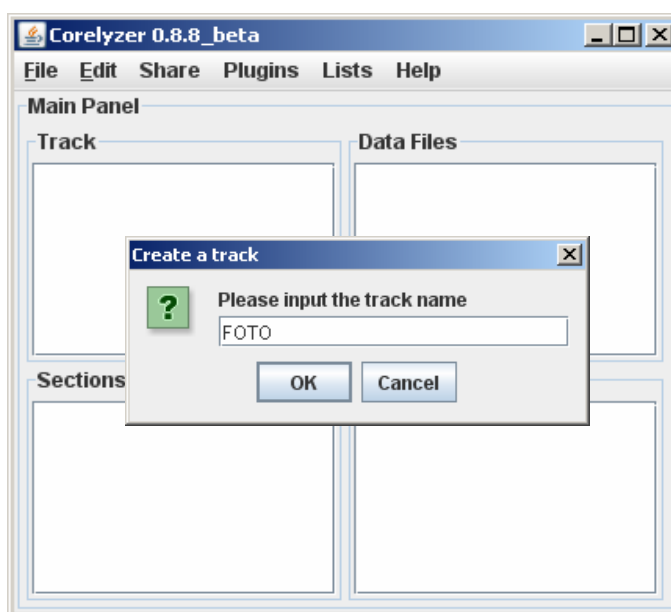 Corelyzer 0.8.8_beta
File Edit Share Plugins Lists Help
Main Panel
Track Data Files
Create a track
? Please input the track name
FOTO
OK Cancel
Sections